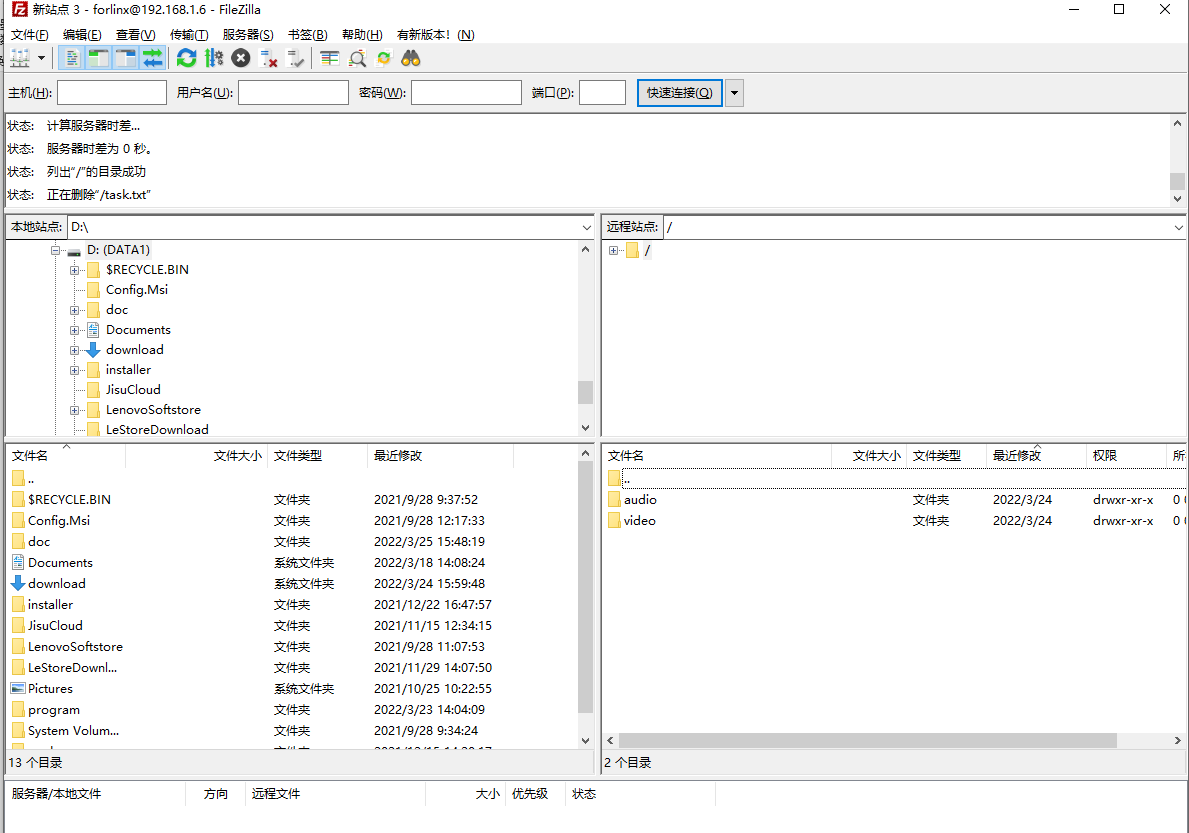 新站点 3 - forlinx@192.168.1.6 - FileZilla
文件(F) 编辑(E) 查看(V) 传输(T) 服务器(S) 书签(B) 帮助(H) 有新版本! (N)
主机(H): 用户名(U): 密码(W): 端口(P): 快速连接(Q)
状态: 计算服务器时差...
状态: 服务器时差为 0 秒。
状态: 列出“/”的目录成功
状态: 正在删除“/task.txt”
本地站点: D:\
D: (DATA1)
$RECYCLE.BIN
Config.Msi
doc
Documents
download
installer
JisuCloud
LenovoSoftstore
LeStoreDownload
远程站点: /
/
文件名 文件大小 文件类型 最近修改
..
$RECYCLE.BIN 文件夹 2021/9/28 9:37:52
Config.Msi 文件夹 2021/9/28 12:17:33
doc 文件夹 2022/3/25 15:48:19
Documents 系统文件夹 2022/3/18 14:08:24
download 系统文件夹 2022/3/24 15:59:48
installer 文件夹 2021/12/22 16:47:57
JisuCloud 文件夹 2021/11/15 12:34:15
LenovoSoftstore 文件夹 2021/9/28 11:07:53
LeStoreDownl... 文件夹 2021/11/29 14:07:50
Pictures 系统文件夹 2021/10/25 10:22:55
program 文件夹 2022/3/23 14:04:09
System Volum... 文件夹 2021/9/28 9:34:24
13 个目录
文件名 文件大小 文件类型 最近修改 权限 所
..
audio 文件夹 2022/3/24 drwxr-xr-x 0
video 文件夹 2022/3/24 drwxr-xr-x 0
2 个目录
服务器/本地文件 方向 远程文件 大小 优先级 状态